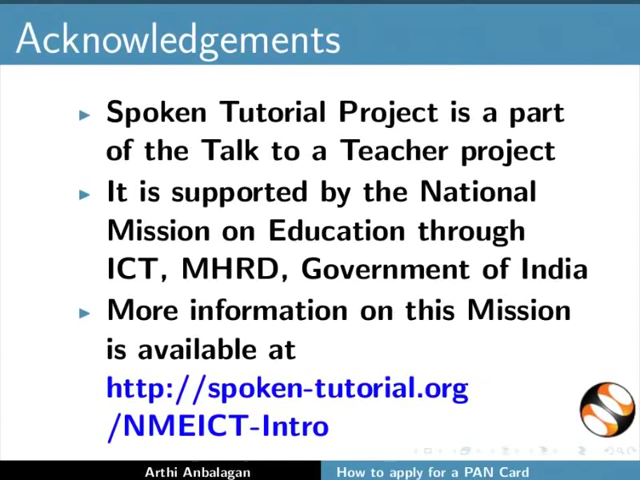 Acknowledgements
Spoken Tutorial Project is a part
of the Talk to a Teacher project
It is supported by the National
Mission on Education through
ICT, MHRD, Government of India
More information on this Mission
is available at
http://spoken-tutorial.org
/NMEICT-Intro
Arthi Anbalagan How to apply for a PAN Card